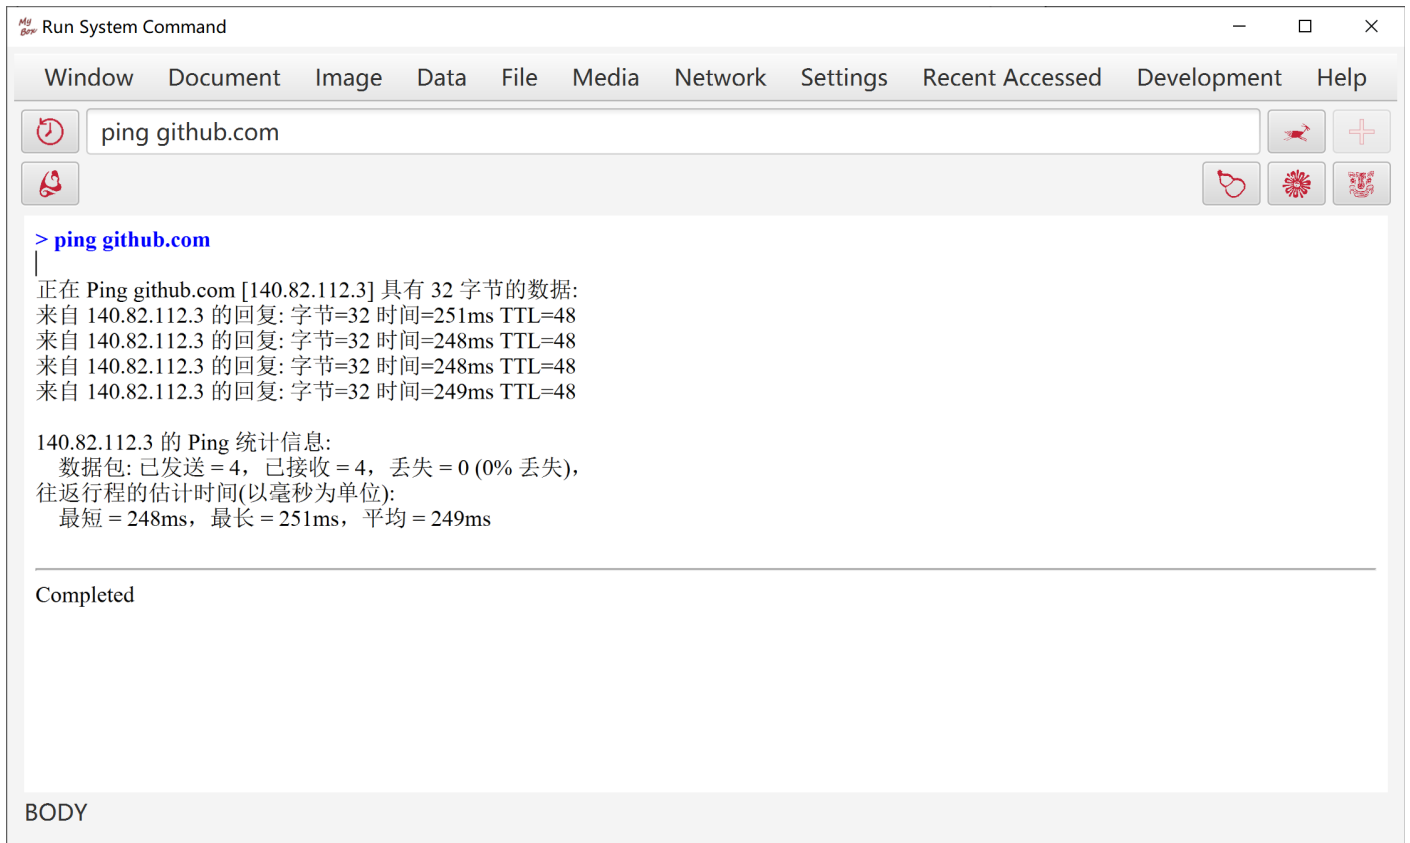 My
Box
Run System Command
Window Document Image Data File Media Network Settings Recent Accessed Development Help
ping github.com
> ping github.com
正在 Ping github.com [140.82.112.3] 具有 32 字节的数据:
来自 140.82.112.3 的回复: 字节=32 时间=251ms TTL=48
来自 140.82.112.3 的回复: 字节=32 时间=248ms TTL=48
来自 140.82.112.3 的回复: 字节=32 时间=248ms TTL=48
来自 140.82.112.3 的回复: 字节=32 时间=249ms TTL=48
140.82.112.3 的 Ping 统计信息:
数据包: 已发送 = 4，已接收 = 4，丢失 = 0 (0% 丢失)，
往返行程的估计时间(以毫秒为单位):
最短 = 248ms，最长 = 251ms，平均 = 249ms
Completed
BODY